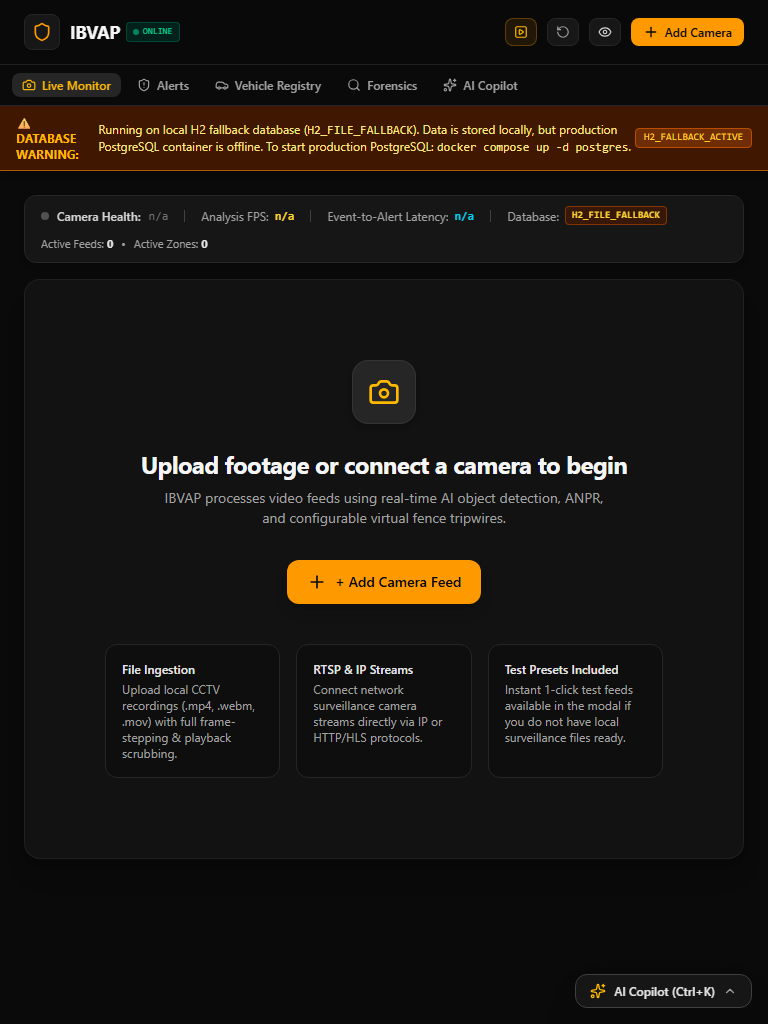 IBVAP
ONLINE
Add Camera
Live Monitor
Alerts
Vehicle Registry
Forensics
AI Copilot
DATABASE
WARNING:
Running on local H2 fallback database (H2_FILE_FALLBACK). Data is stored locally, but production
PostgreSQL container is offline. To start production PostgreSQL: docker compose up -d postgres.
H2_FALLBACK_ACTIVE
Camera Health: n/a
Analysis FPS: n/a
Event-to-Alert Latency: n/a
Database: H2_FILE_FALLBACK
Active Feeds: 0 • Active Zones: 0
Upload footage or connect a camera to begin
IBVAP processes video feeds using real-time AI object detection, ANPR,
and configurable virtual fence tripwires.
+ Add Camera Feed
File Ingestion
Upload local CCTV
recordings (.mp4, .webm,
.mov) with full frame-
stepping & playback
scrubbing.
RTSP & IP Streams
Connect network
surveillance camera
streams directly via IP or
HTTP/HLS protocols.
Test Presets Included
Instant 1-click test feeds
available in the modal if
you do not have local
surveillance files ready.
AI Copilot (Ctrl+K)